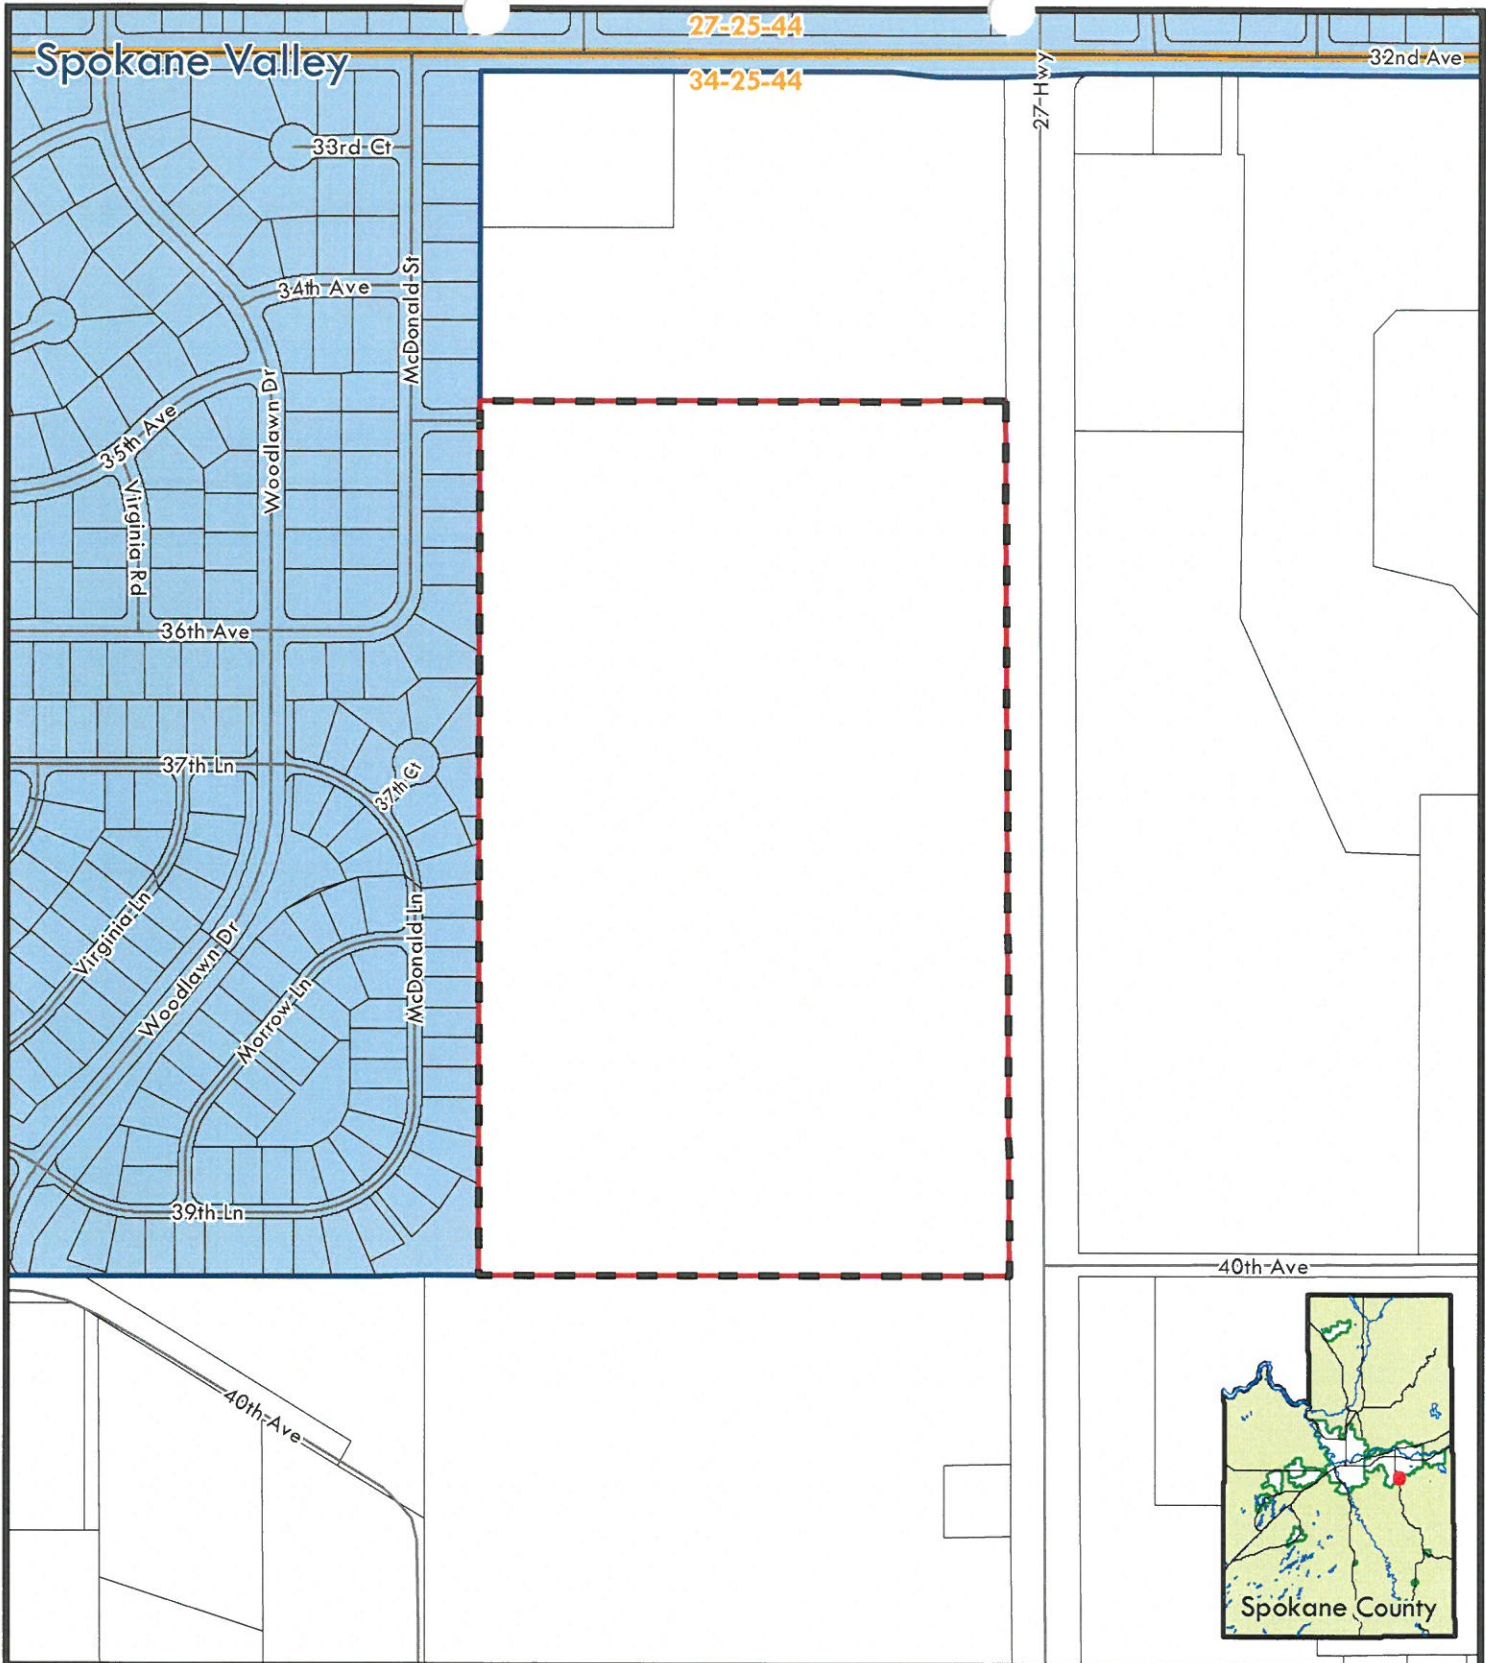 27-25-44
Spokane Valley
32nd Ave
34-25-44
27-Hwy
33rd Ct
34th Ave
McDonald St
Woodlawn Dr
35th Ave
Virginia Rd
36th Ave
37th Ln
37th Ct
Virginia Ln
Woodlawn Dr
McDonald Ln
Morrow Ln
39th Ln
40th-Ave
40th-Ave
Spokane County